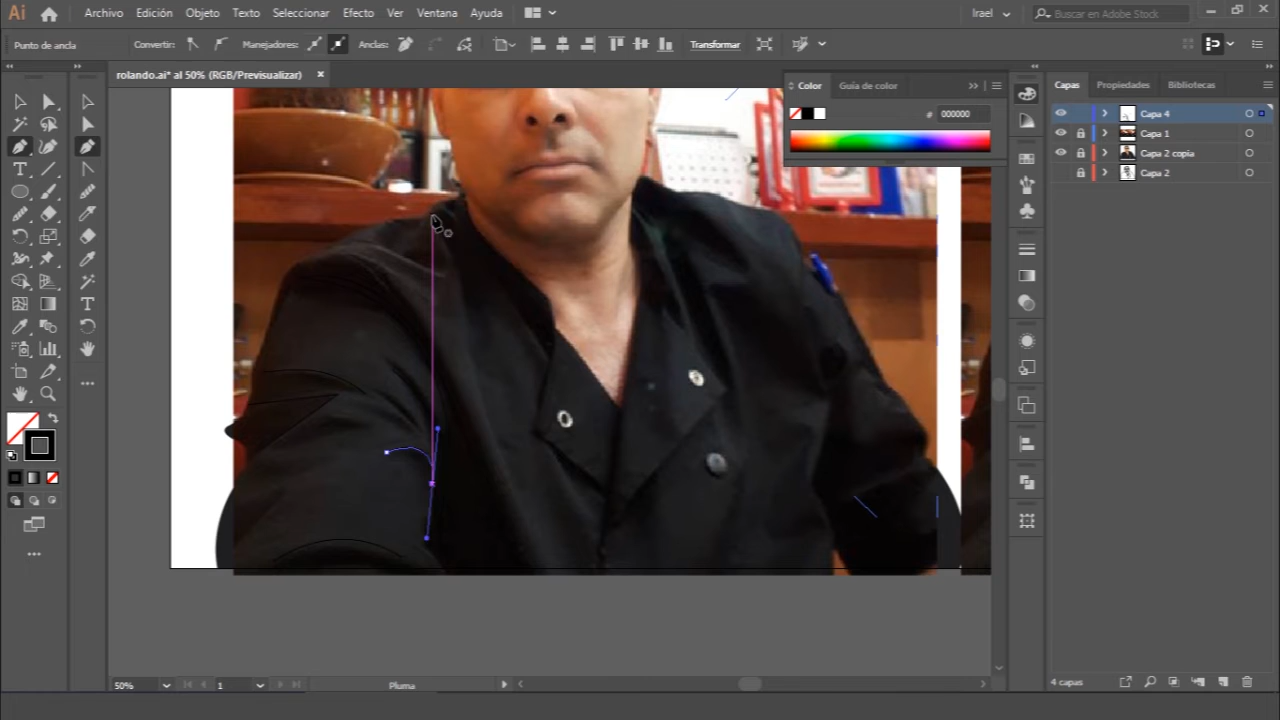 Ai Archivo Edición Objeto Texto Seleccionar Efecto Ver Ventana Ayuda Irael Buscar en Adobe Stock
Punto de ancla Convertir: Manejadores: Anclas: Transformar
rolando.ai* al 50% (RGB/Previsualizar) ×
Color Guía de color
# 000000
Capas Propiedades Bibliotecas
Capa 4
Capa 1
Capa 2 copia
Capa 2
50% 1 Pluma
4 capas